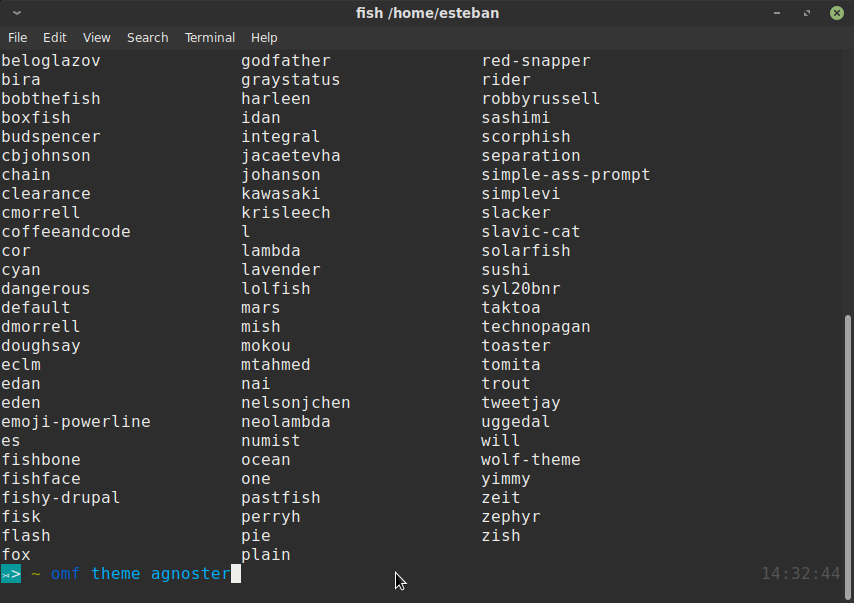 fish /home/esteban
File Edit View Search Terminal Help
beloglazov godfather red-snapper
bira graystatus rider
bobthefish harleen robbyrussell
boxfish idan sashimi
budspencer integral scorphish
cbjohnson jacaetevha separation
chain johanson simple-ass-prompt
clearance kawasaki simplevi
cmorrell krisleech slacker
coffeeandcode l slavic-cat
cor lambda solarfish
cyan lavender sushi
dangerous lolfish syl20bnr
default mars taktoa
dmorrell mish technopagan
doughsay mokou toaster
eclm mtahmed tomita
edan nai trout
eden nelsonjchen tweetjay
emoji-powerline neolambda uggedal
es numist will
fishbone ocean wolf-theme
fishface one yimmy
fishy-drupal pastfish zeit
fisk perryh zephyr
flash pie zish
fox plain
⋊> ~ omf theme agnoster 14:32:44